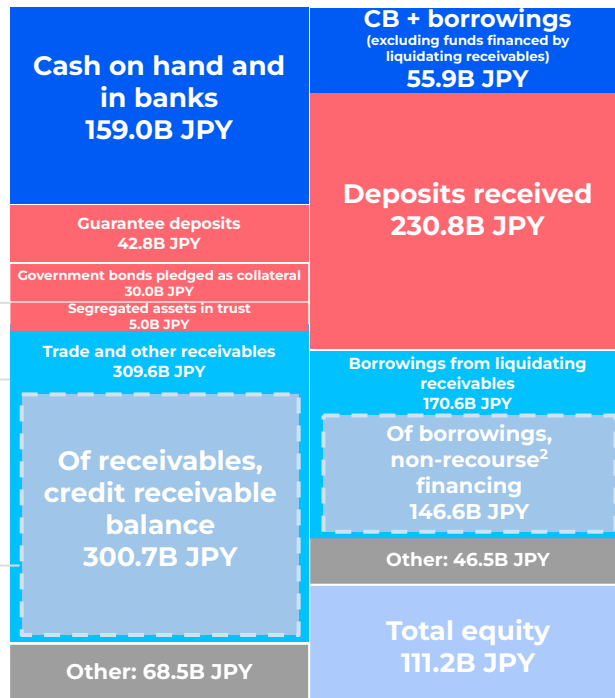 Cash on hand and
in banks
159.0B JPY
Guarantee deposits
42.8B JPY
Government bonds pledged as collateral
30.0B JPY
Segregated assets in trust
5.0B JPY
Trade and other receivables
309.6B JPY
Of receivables,
credit receivable
balance
300.7B JPY
Other: 68.5B JPY
CB + borrowings
(excluding funds financed by
liquidating receivables)
55.9B JPY
Deposits received
230.8B JPY
Borrowings from liquidating
receivables
170.6B JPY
Of borrowings,
non-recourse²
financing
146.6B JPY
Other: 46.5B JPY
Total equity
111.2B JPY